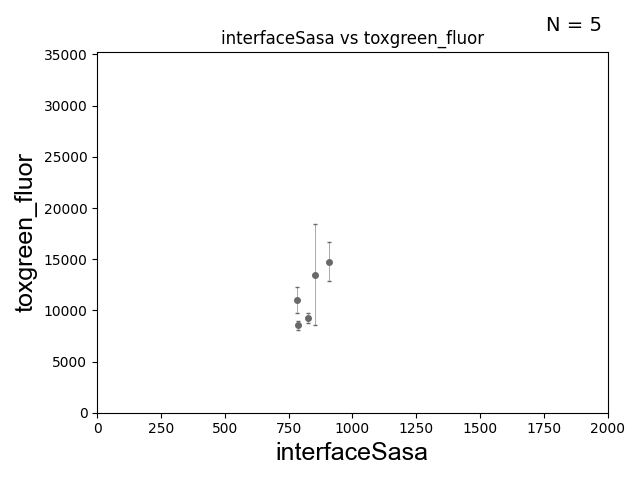 N = 5
interfaceSasa vs toxgreen_fluor
35000
30000
25000
20000
15000
10000
5000
0
toxgreen_fluor
0 250 500 750 1000 1250 1500 1750 2000
interfaceSasa